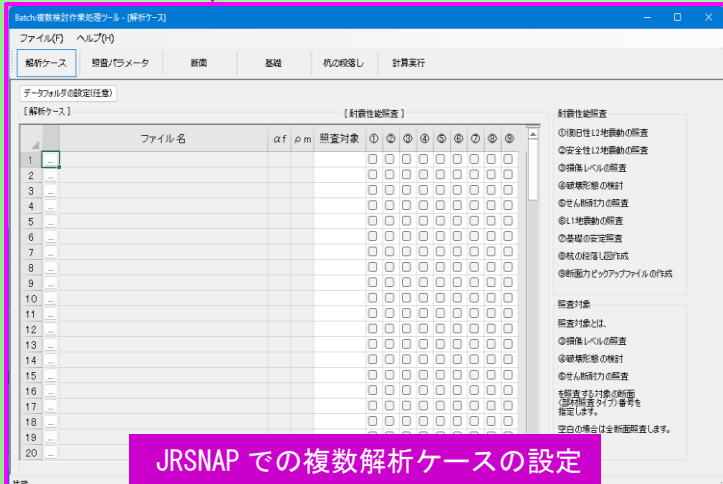 Batch:複数検討作業処理ツール - [解析ケース]
ファイル(F) ヘルプ(H)
解析ケース 照査パラメータ 断面 基礎 杭の段落し 計算実行
データフォルダの設定(任意)
[解析ケース] [耐震性能照査] 耐震性能照査
ファイル名 αf ρm 照査対象 ① ② ③ ④ ⑤ ⑥ ⑦ ⑧ ⑨
①復旧性L2地震動の照査
②安全性L2地震動の照査
③損傷レベルの照査
④破壊形態の検討
⑤せん断耐力の照査
⑥L1地震動の照査
⑦基礎の安定照査
⑧杭の段落し図作成
⑨断面力ピックアップファイルの作成
照査対象
照査対象とは、
③損傷レベルの照査
④破壊形態の検討
⑤せん断耐力の照査
を照査する対象の断面
(部材照査タイプ)番号を
指定します。
空白の場合は全断面照査します。
1 ...
2 ...
3 ...
4 ...
5 ...
6 ...
7 ...
8 ...
9 ...
10 ...
11 ...
12 ...
13 ...
14 ...
15 ...
16 ...
17 ...
18 ...
19 ...
20 ...
JRSNAP での複数解析ケースの設定